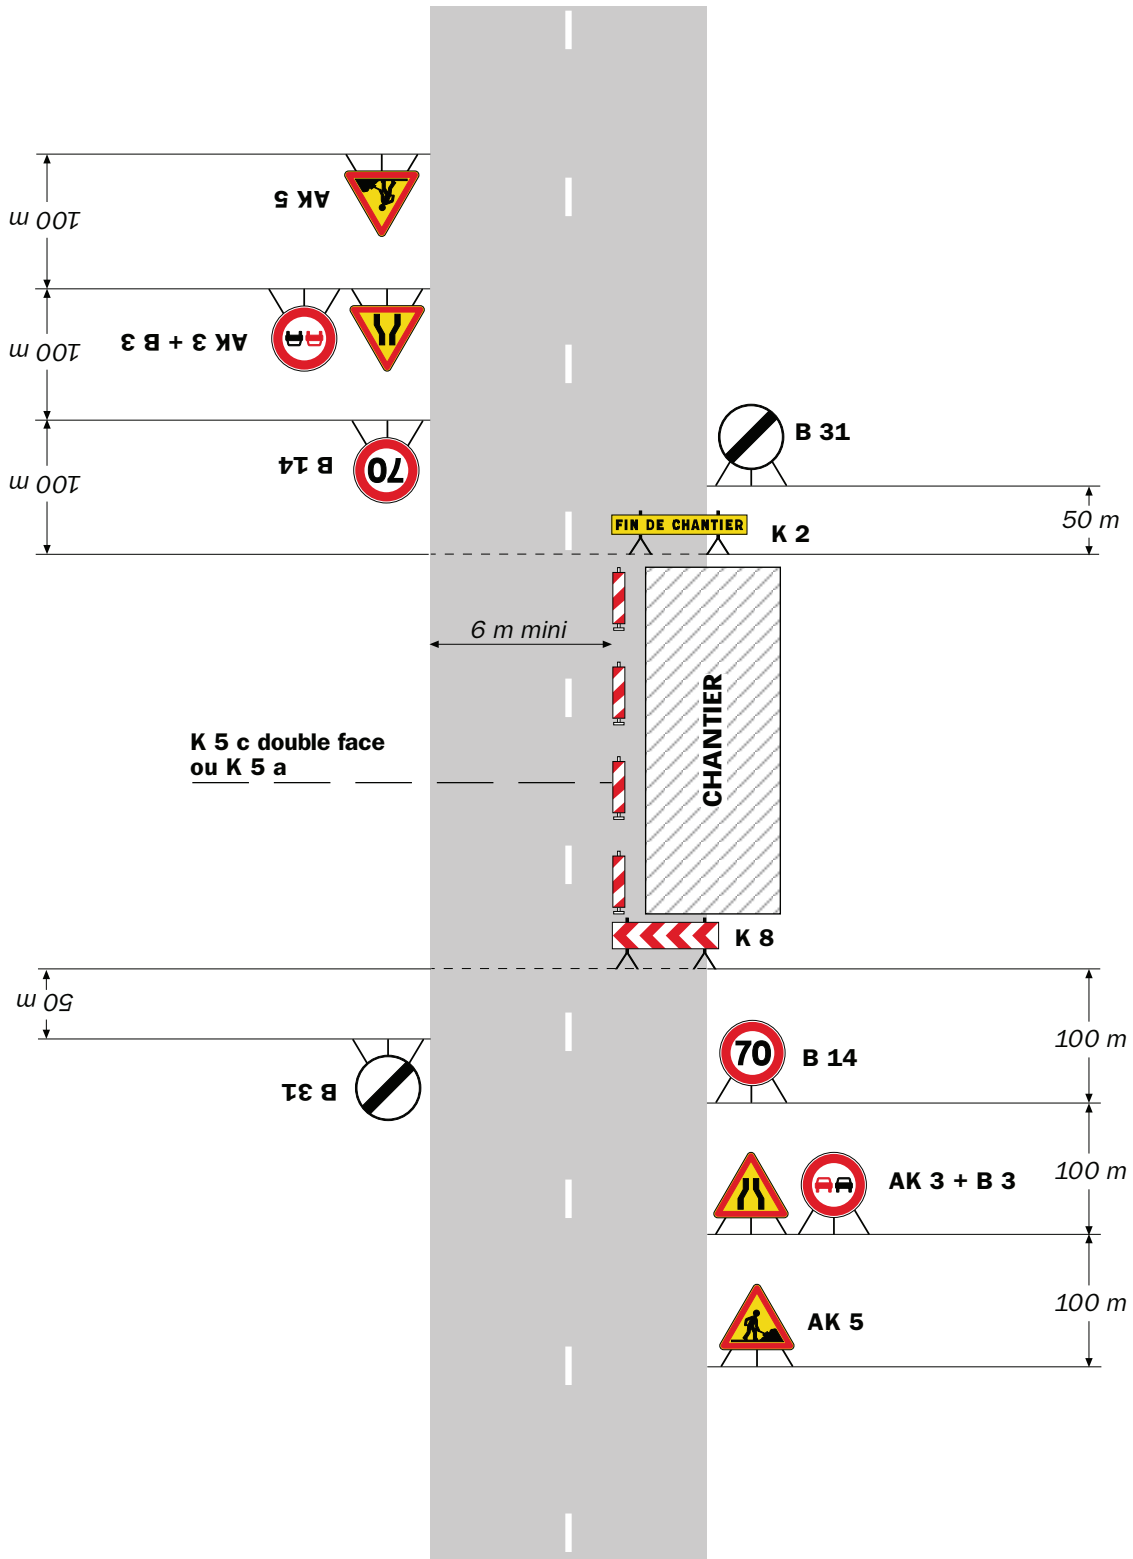 AK 5
100 m
AK 3 + B 3
100 m
B 14
70
100 m
B 31
50 m
FIN DE CHANTIER
K 2
6 m mini
CHANTIER
K 5 c double face
ou K 5 a
K 8
50 m
B 31
70
B 14
100 m
AK 3 + B 3
100 m
AK 5
100 m